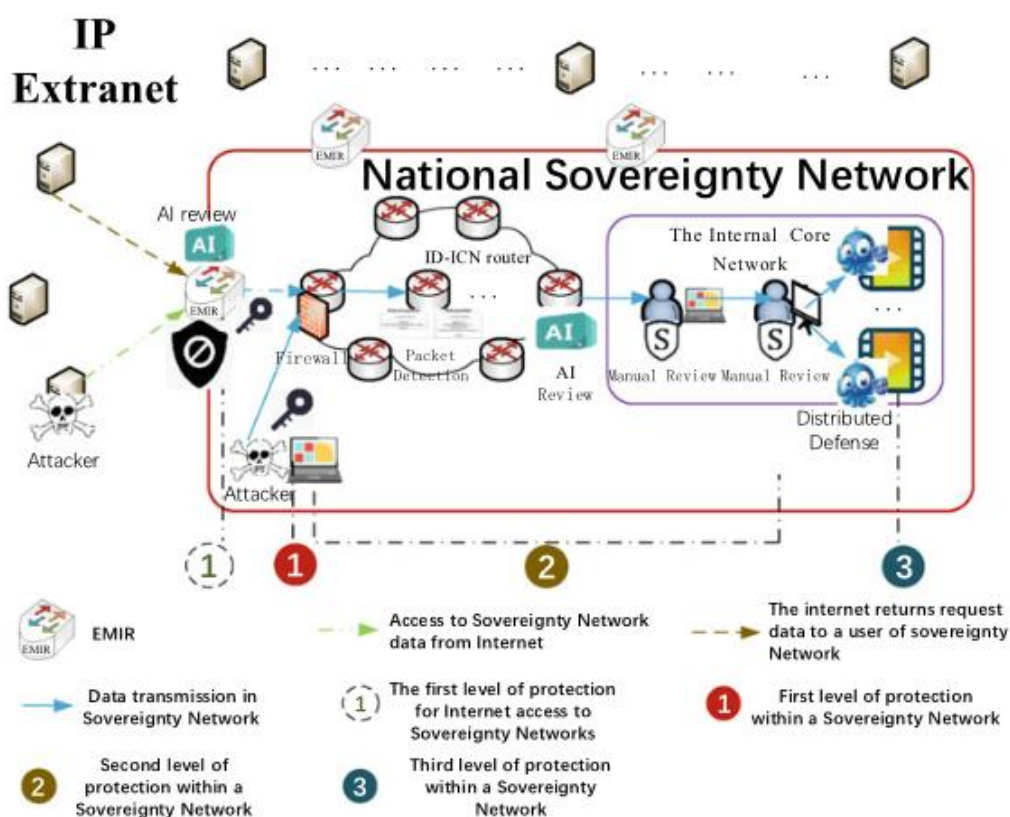 IP
Extranet
... ... ... ... ... ... ...
EMIR
EMIR
National Sovereignty Network
AI review
AI
EMIR
ID-ICN router
...
The Internal Core
Network
...
Firewall
Packet
Detection
AI
AI
Review
S
S
Manual Review
Manual Review
Distributed
Defense
Attacker
Attacker
1
1
2
3
EMIR
EMIR
Access to Sovereignty Network
data from Internet
The internet returns request
data to a user of sovereignty
Network
Data transmission in
Sovereignty Network
1
The first level of protection
for Internet access to
Sovereignty Networks
1
First level of protection
within a Sovereignty Network
2
Second level of
protection within a
Sovereignty Network
3
Third level of protection
within a Sovereignty
Network